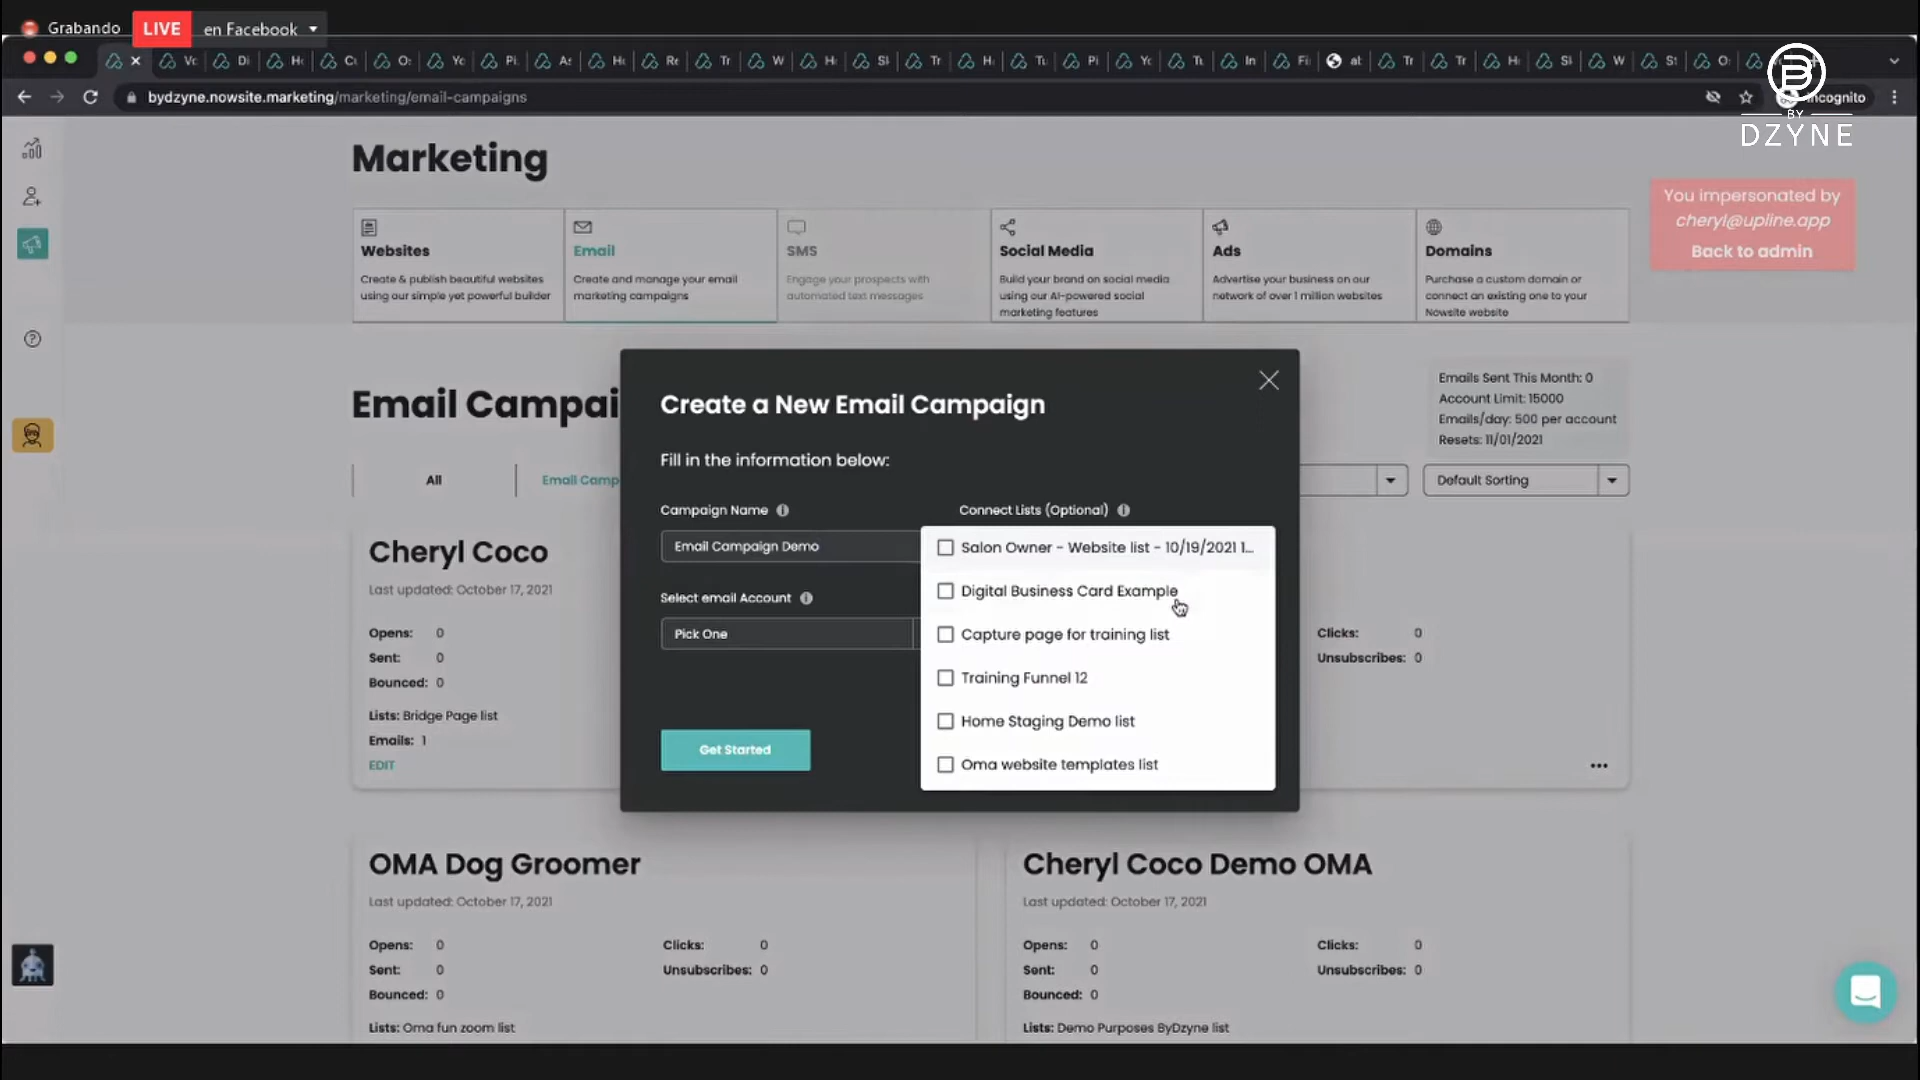 Grabando
LIVE
en Facebook
bydzyne.nowsite.marketing/marketing/email-campaigns
Incognito
BY
DZYNE
Marketing
You impersonated by
cheryl@upline.app
Back to admin
Websites
Create & publish beautiful websites
using our simple yet powerful builder
Email
Create and manage your email
marketing campaigns
SMS
Engage your prospects with
automated text messages
Social Media
Build your brand on social media
using our AI-powered social
marketing features
Ads
Advertise your business on our
network of over 1 million websites
Domains
Purchase a custom domain or
connect an existing one to your
Nowsite website
Email Campai
Emails Sent This Month: 0
Account Limit: 15000
Emails/day: 500 per account
Resets: 11/01/2021
All
Email Camp
Default Sorting
Create a New Email Campaign
Fill in the information below:
Campaign Name
Email Campaign Demo
Connect Lists (Optional)
Salon Owner - Website list - 10/19/2021 1...
Digital Business Card Example
Capture page for training list
Training Funnel 12
Home Staging Demo list
Oma website templates list
Select email Account
Pick One
Get Started
Cheryl Coco
Last updated: October 17, 2021
Opens: 0
Sent: 0
Bounced: 0
Lists: Bridge Page list
Emails: 1
EDIT
Clicks: 0
Unsubscribes: 0
OMA Dog Groomer
Last updated: October 17, 2021
Opens: 0
Clicks: 0
Sent: 0
Unsubscribes: 0
Bounced: 0
Lists: Oma fun zoom list
Cheryl Coco Demo OMA
Last updated: October 17, 2021
Opens: 0
Clicks: 0
Sent: 0
Unsubscribes: 0
Bounced: 0
Lists: Demo Purposes ByDzyne list